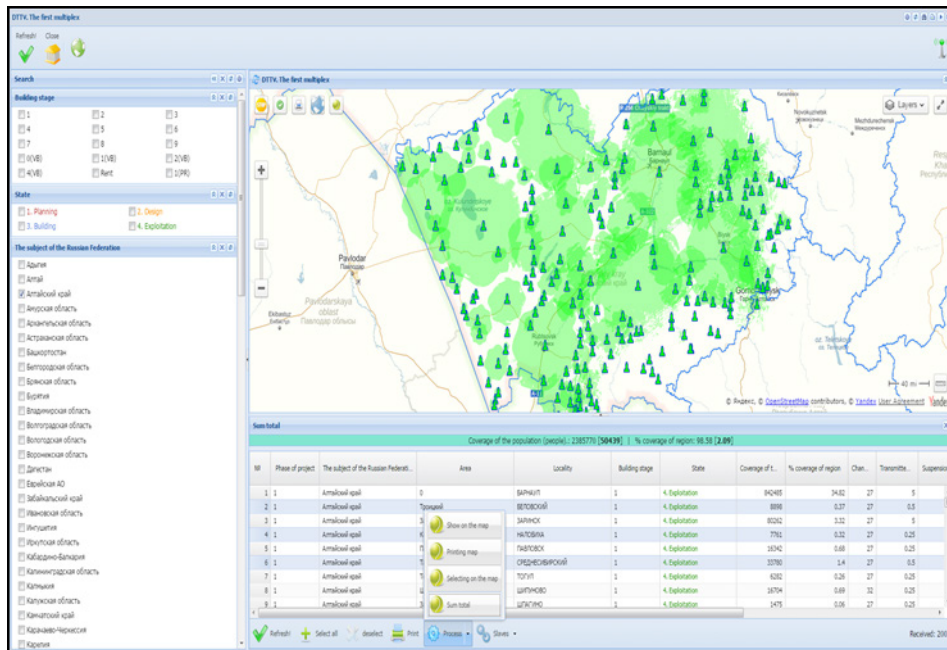 DTTV. The first multiplex
Refresh! Close
Search
Building stage
1 2 3
4 5 6
7 8 9
0(VB) 1(VB) 2(VB)
4(VB) Rent 1(PR)
State
1. Planning 2. Design
3. Building 4. Exploitation
The subject of the Russian Federation
Адыгея
Алтай
Алтайский край
Амурская область
Архангельская область
Астраханская область
Башкортостан
Белгородская область
Брянская область
Бурятия
Владимирская область
Волгоградская область
Вологодская область
Воронежская область
Дагестан
Еврейская АО
Забайкальский край
Ивановская область
Ингушетия
Иркутская область
Кабардино-Балкария
Калининградская область
Калмыкия
Калужская область
Камчатский край
Карачаево-Черкессия
Карелия
DTTV. The first multiplex
Layers
Barnaul
Барнаул
Pavlodar
Павлодар
Pavlodarskaya
oblast
Павлодар облысы
Ekibastuz
40 mi
© Яндекс, © OpenStreetMap contributors, © Yandex User Agreement
Sum total
Coverage of the population (people).: 2385770 [50439] | % coverage of region: 98.58 [2.09]
№ Phase of project The subject of the Russian Federati... Area Locality Building stage State Coverage of t... % coverage of region Chan... Transmitte... Suspension
1 1 Алтайский край 0 БАРНАУЛ 1 4. Exploitation 842485 34.82 27 5
2 1 Алтайский край Троицкий БЕЛОВСКИЙ 1 4. Exploitation 8898 0.37 27 0.5
3 1 Алтайский край ЗАРИНСК 1 4. Exploitation 80262 3.32 27 5
4 1 Алтайский край НАЛОБИХА 1 4. Exploitation 7761 0.32 27 0.25
5 1 Алтайский край ПАВЛОВСК 1 4. Exploitation 16342 0.68 27 0.25
6 1 Алтайский край СРЕДНЕСИБИРСКИЙ 1 4. Exploitation 33780 1.4 27 0.5
7 1 Алтайский край ТОГУЛ 1 4. Exploitation 6282 0.26 27 0.25
8 1 Алтайский край ШИПУНОВО 1 4. Exploitation 16704 0.69 32 0.25
9 1 Алтайский край 1 4. Exploitation 1475 0.06 27 0.25
Show on the map
Printing map
Selecting on the map
Sum total
Refresh! Select all deselect Print Process Slaves Received: 200